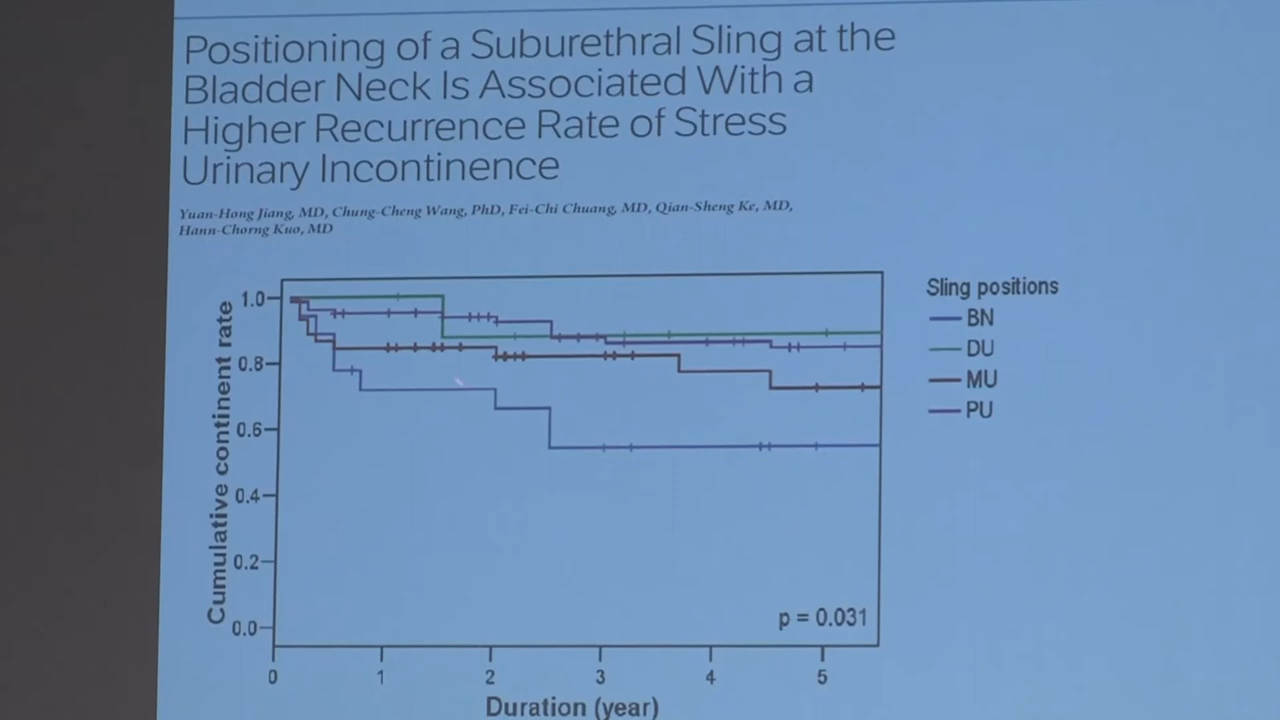 Positioning of a Suburethral Sling at the
Bladder Neck Is Associated With a
Higher Recurrence Rate of Stress
Urinary Incontinence
Yuan-Hong Jiang, MD, Chung-Cheng Wang, PhD, Fei-Chi Chuang, MD, Qian-Sheng Ke, MD,
Hann-Chorng Kuo, MD
Cumulative continent rate
1.0
0.8
0.6
0.4
0.2
0.0
p = 0.031
0 1 2 3 4 5
Duration (year)
Sling positions
BN
DU
MU
PU